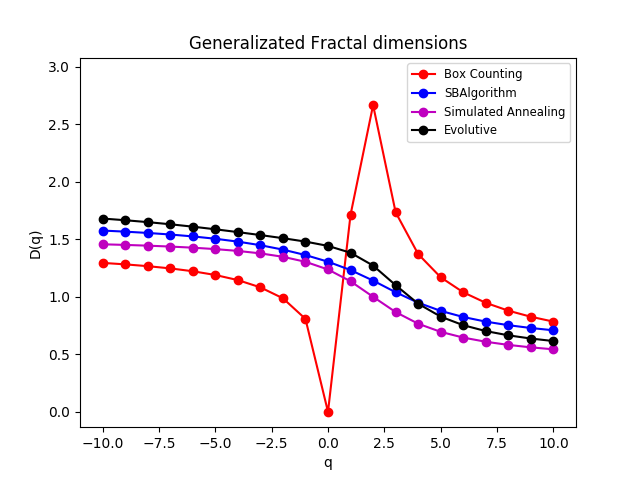 Generalizated Fractal dimensions
Box Counting
SBAlgorithm
Simulated Annealing
Evolutive
D(q)
3.0
2.5
2.0
1.5
1.0
0.5
0.0
−10.0 −7.5 −5.0 −2.5 0.0 2.5 5.0 7.5 10.0
q